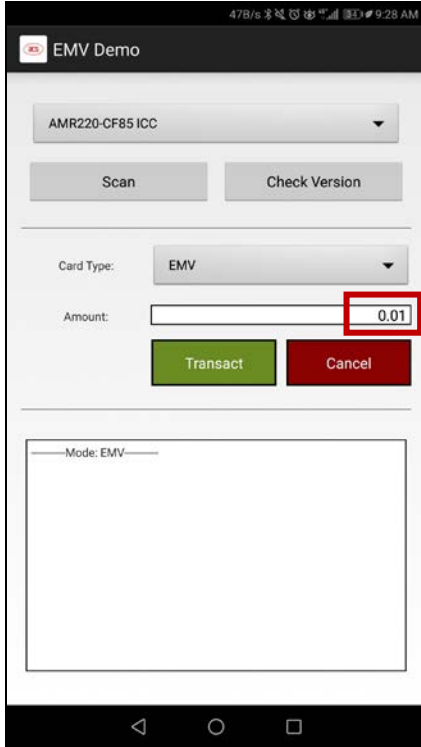 47B/s 9:28 AM
acs EMV Demo
AMR220-CF85 ICC
Scan Check Version
Card Type: EMV
Amount: 0.01
Transact Cancel
———Mode: EMV———